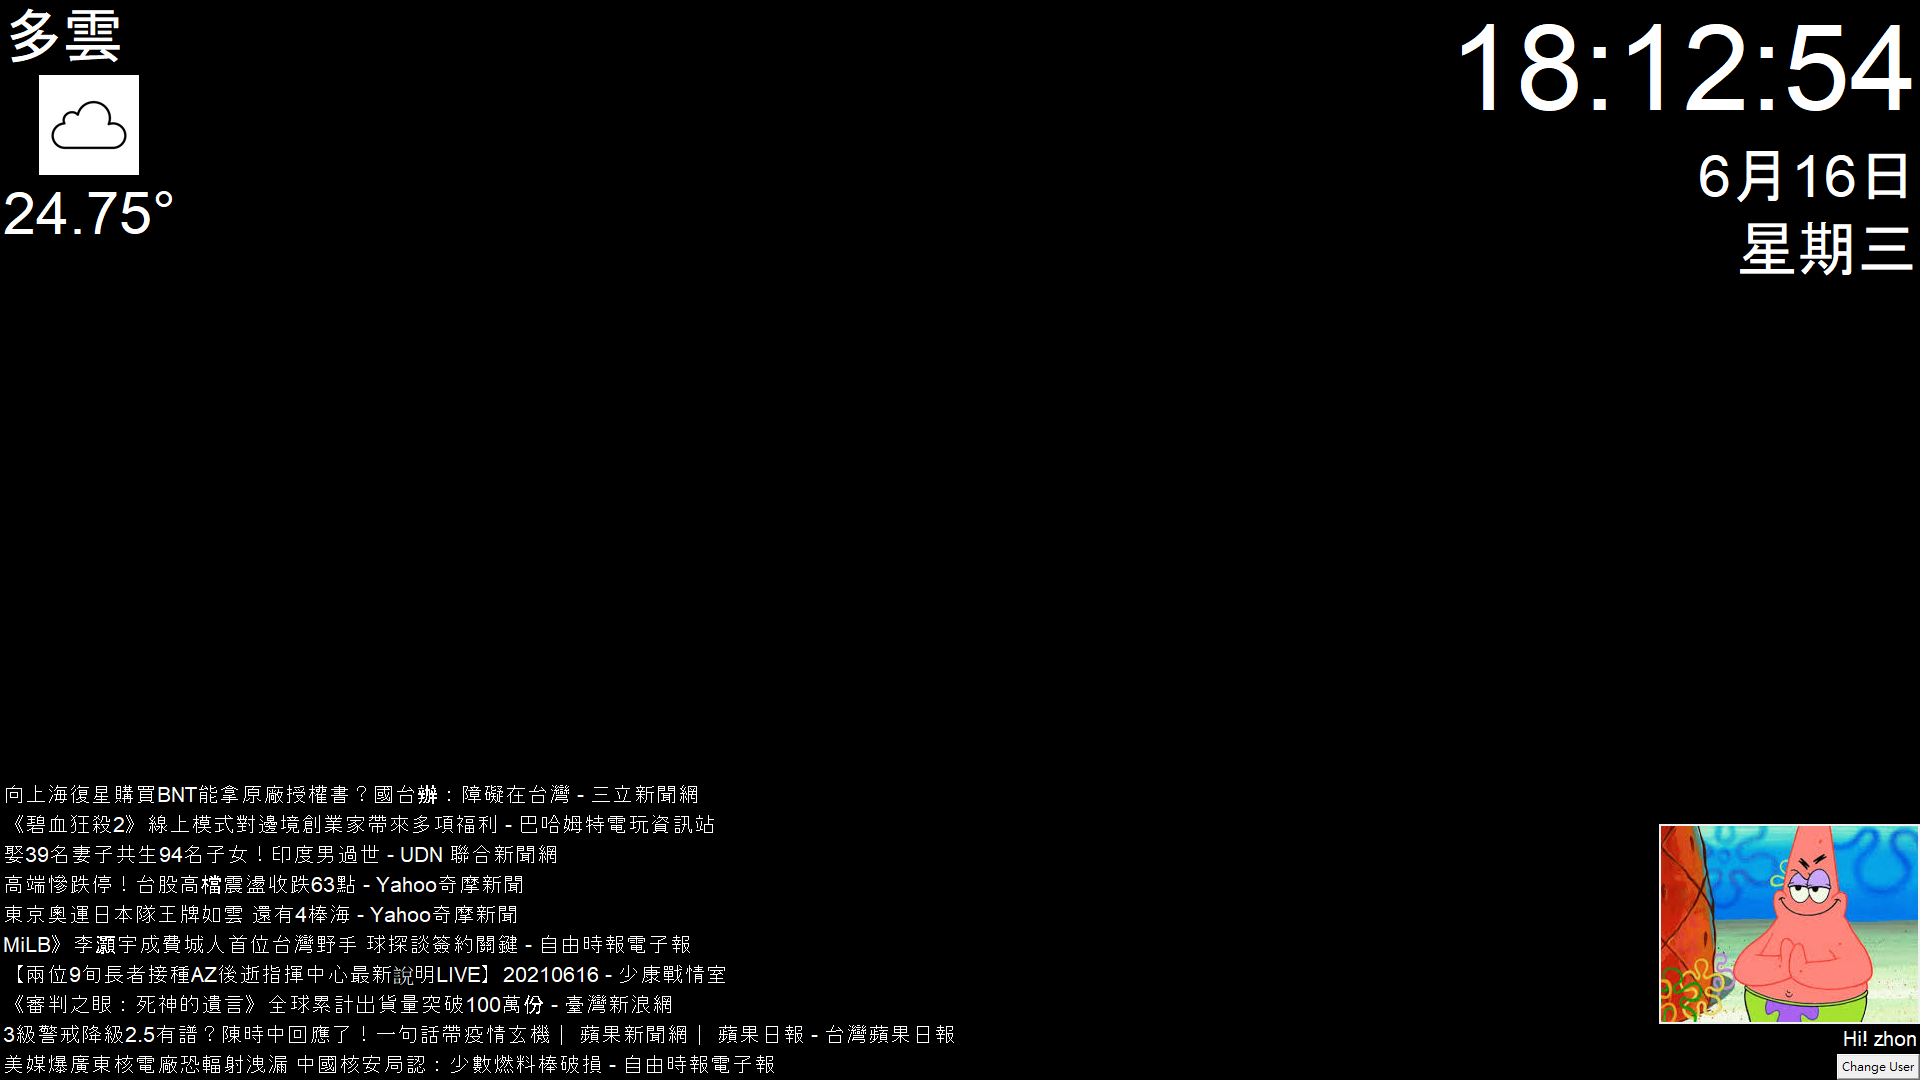 多雲
24.75°
18:12:54
6月16日
星期三
向上海復星購買BNT能拿原廠授權書？國台辦：障礙在台灣 - 三立新聞網
《碧血狂殺2》線上模式對邊境創業家帶來多項福利 - 巴哈姆特電玩資訊站
娶39名妻子共生94名子女！印度男過世 - UDN 聯合新聞網
高端慘跌停！台股高檔震盪收跌63點 - Yahoo奇摩新聞
東京奧運日本隊王牌如雲 還有4棒海 - Yahoo奇摩新聞
MiLB》李灝宇成費城人首位台灣野手 球探談簽約關鍵 - 自由時報電子報
【兩位9旬長者接種AZ後逝指揮中心最新說明LIVE】20210616 - 少康戰情室
《審判之眼：死神的遺言》全球累計出貨量突破100萬份 - 臺灣新浪網
3級警戒降級2.5有譜？陳時中回應了！一句話帶疫情玄機｜ 蘋果新聞網｜ 蘋果日報 - 台灣蘋果日報
美媒爆廣東核電廠恐輻射洩漏 中國核安局認：少數燃料棒破損 - 自由時報電子報
Hi! zhon
Change User